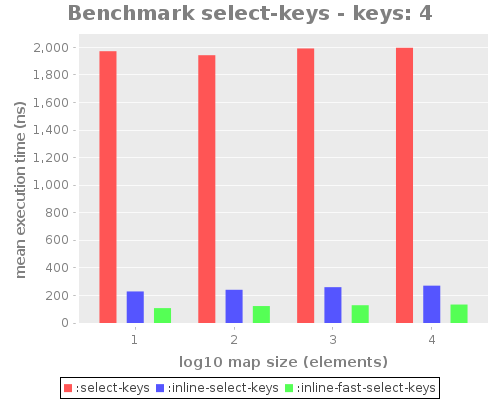 Benchmark select-keys - keys: 4
mean execution time (ns)
2,000
1,800
1,600
1,400
1,200
1,000
800
600
400
200
0
1 2 3 4
log10 map size (elements)
:select-keys :inline-select-keys :inline-fast-select-keys